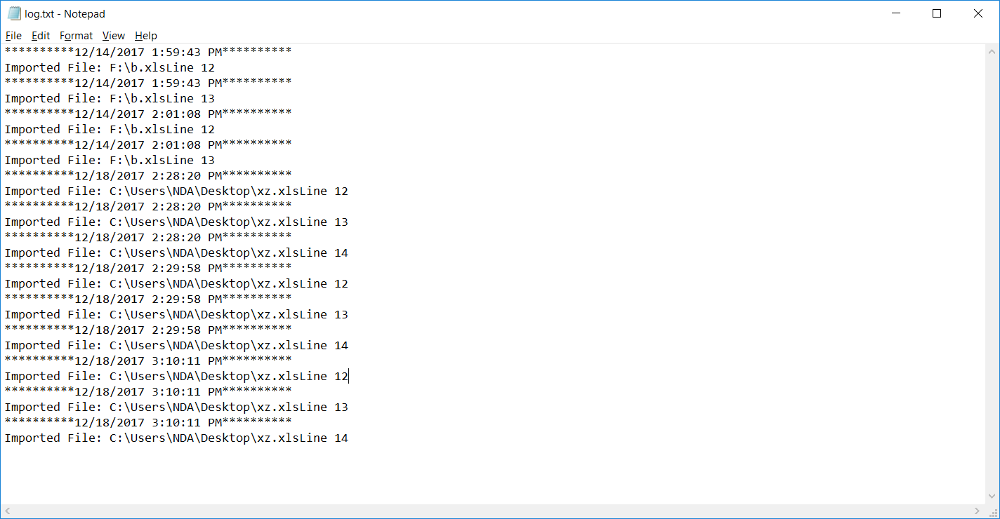 log.txt - Notepad
File Edit Format View Help
**********12/14/2017 1:59:43 PM**********
Imported File: F:\b.xlsLine 12
**********12/14/2017 1:59:43 PM**********
Imported File: F:\b.xlsLine 13
**********12/14/2017 2:01:08 PM**********
Imported File: F:\b.xlsLine 12
**********12/14/2017 2:01:08 PM**********
Imported File: F:\b.xlsLine 13
**********12/18/2017 2:28:20 PM**********
Imported File: C:\Users\NDA\Desktop\xz.xlsLine 12
**********12/18/2017 2:28:20 PM**********
Imported File: C:\Users\NDA\Desktop\xz.xlsLine 13
**********12/18/2017 2:28:20 PM**********
Imported File: C:\Users\NDA\Desktop\xz.xlsLine 14
**********12/18/2017 2:29:58 PM**********
Imported File: C:\Users\NDA\Desktop\xz.xlsLine 12
**********12/18/2017 2:29:58 PM**********
Imported File: C:\Users\NDA\Desktop\xz.xlsLine 13
**********12/18/2017 2:29:58 PM**********
Imported File: C:\Users\NDA\Desktop\xz.xlsLine 14
**********12/18/2017 3:10:11 PM**********
Imported File: C:\Users\NDA\Desktop\xz.xlsLine 12
**********12/18/2017 3:10:11 PM**********
Imported File: C:\Users\NDA\Desktop\xz.xlsLine 13
**********12/18/2017 3:10:11 PM**********
Imported File: C:\Users\NDA\Desktop\xz.xlsLine 14